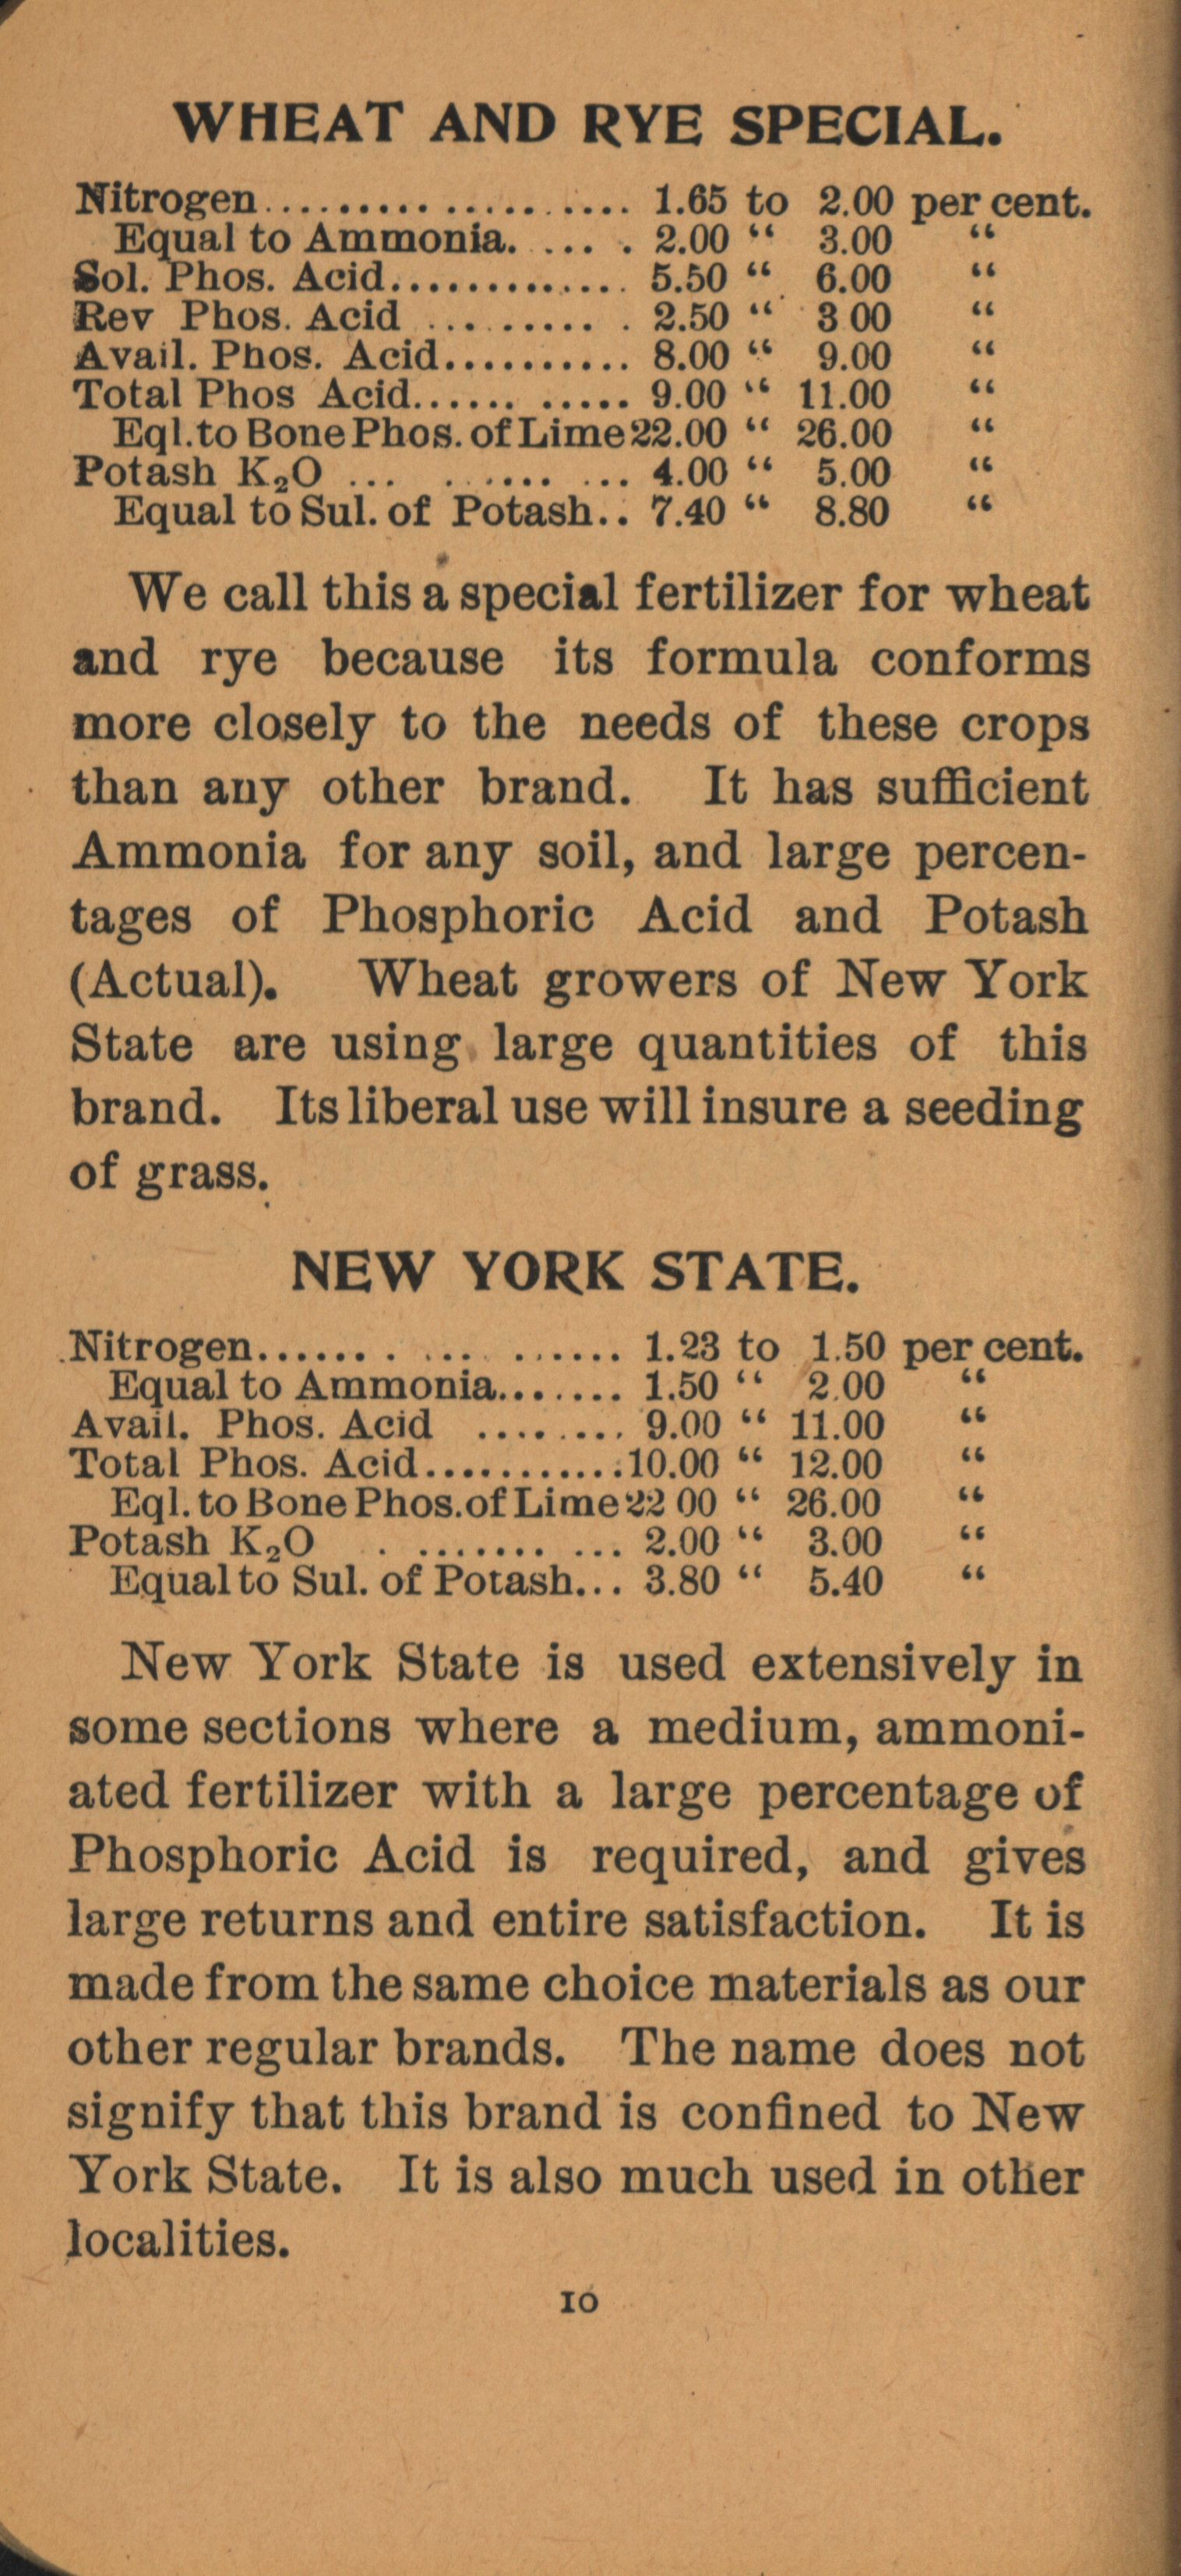 WHEAT AND RYE SPECIAL.
Nitrogen.................... 1.65 to 2.00 per cent.
Equal to Ammonia. ... . 2.00 “ 3.00 “
Sol. Phos. Acid............. 5.50 “ 6.00 “
Rev Phos. Acid .......... . 2.50 “ 3 00 “
Avail. Phos. Acid........... 8.00 “ 9.00 “
Total Phos Acid...... ..... 9.00 “ 11.00 “
Eql. to Bone Phos. of Lime 22.00 “ 26.00 “
Potash K₂O ... ...... ... 4.00 “ 5.00 “
Equal to Sul. of Potash.. 7.40 “ 8.80 “
We call this a special fertilizer for wheat
and rye because its formula conforms
more closely to the needs of these crops
than any other brand. It has sufficient
Ammonia for any soil, and large percen-
tages of Phosphoric Acid and Potash
(Actual). Wheat growers of New York
State are using large quantities of this
brand. Its liberal use will insure a seeding
of grass.
NEW YORK STATE.
Nitrogen...... . ... ...... 1.23 to 1.50 per cent.
Equal to Ammonia....... 1.50 “ 2.00 “
Avail. Phos. Acid ......... 9.00 “ 11.00 “
Total Phos. Acid............10.00 “ 12.00 “
Eql. to Bone Phos. of Lime 22 00 “ 26.00 “
Potash K₂O . ....... ... 2.00 “ 3.00 “
Equal to Sul. of Potash... 3.80 “ 5.40 “
New York State is used extensively in
some sections where a medium, ammoni-
ated fertilizer with a large percentage of
Phosphoric Acid is required, and gives
large returns and entire satisfaction. It is
made from the same choice materials as our
other regular brands. The name does not
signify that this brand is confined to New
York State. It is also much used in other
localities.
10